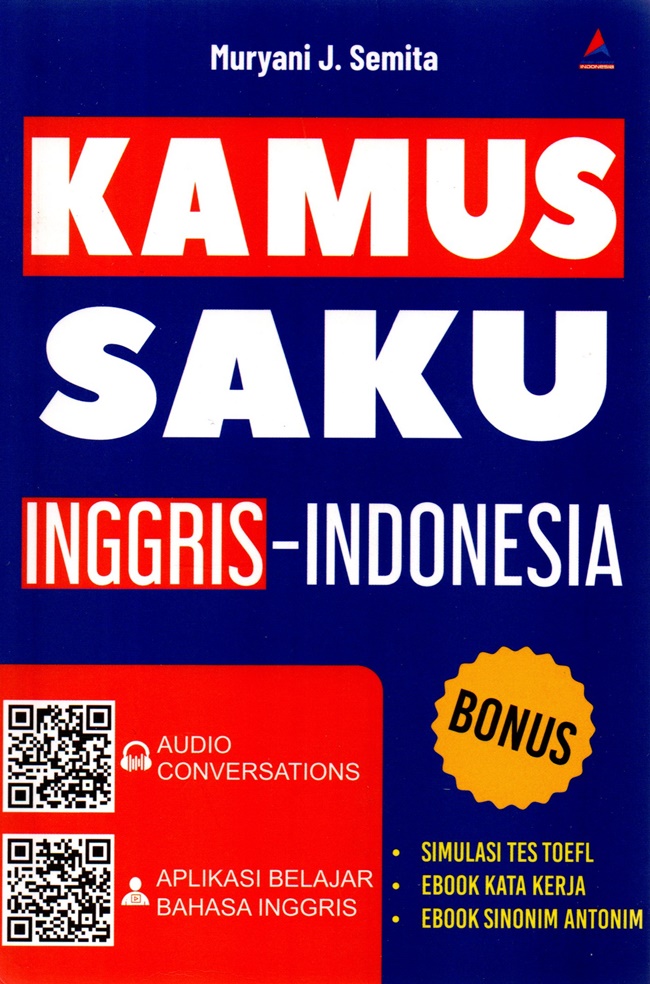 Muryani J. Semita
INDONESIA
KAMUS
SAKU
INGGRIS-INDONESIA
BONUS
AUDIO
CONVERSATIONS
APLIKASI BELAJAR
BAHASA INGGRIS
• SIMULASI TES TOEFL
• EBOOK KATA KERJA
• EBOOK SINONIM ANTONIM